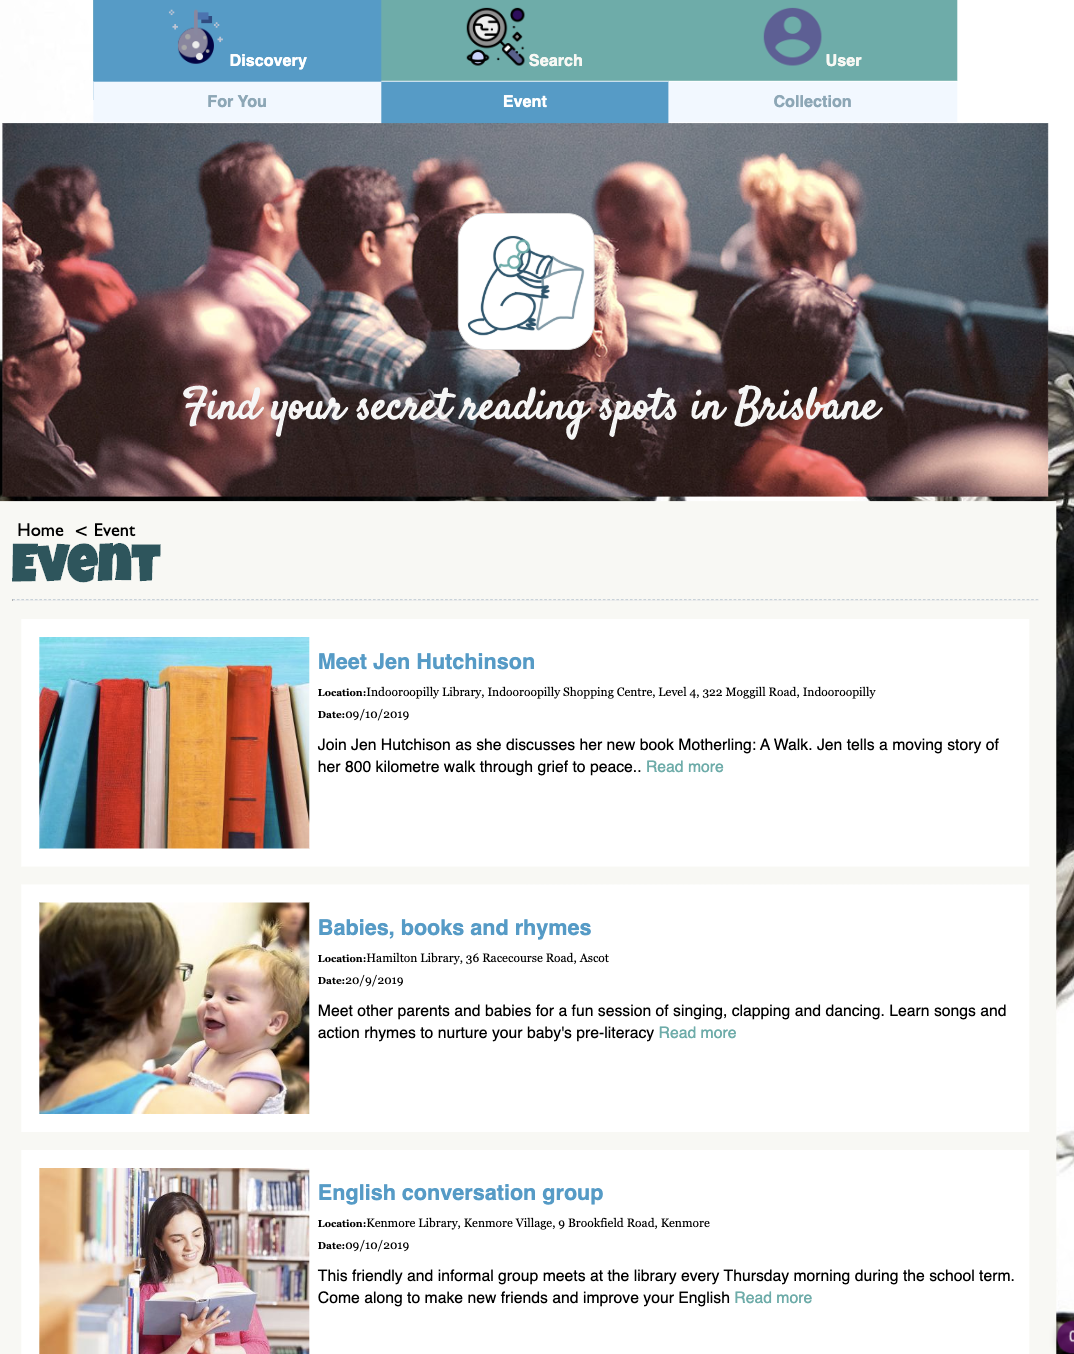 Discovery
Search
User
For You
Event
Collection
Find your secret reading spots in Brisbane
Home < Event
Event
Meet Jen Hutchinson
Location:Indooroopilly Library, Indooroopilly Shopping Centre, Level 4, 322 Moggill Road, Indooroopilly
Date:09/10/2019
Join Jen Hutchison as she discusses her new book Motherling: A Walk. Jen tells a moving story of
her 800 kilometre walk through grief to peace.. Read more
Babies, books and rhymes
Location:Hamilton Library, 36 Racecourse Road, Ascot
Date:20/9/2019
Meet other parents and babies for a fun session of singing, clapping and dancing. Learn songs and
action rhymes to nurture your baby's pre-literacy Read more
English conversation group
Location:Kenmore Library, Kenmore Village, 9 Brookfield Road, Kenmore
Date:09/10/2019
This friendly and informal group meets at the library every Thursday morning during the school term.
Come along to make new friends and improve your English Read more